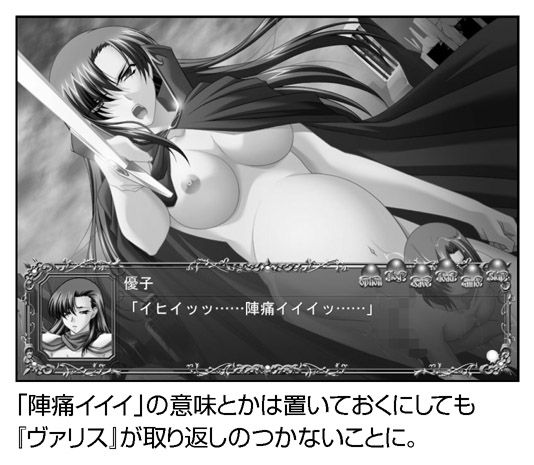 優子
「イヒイッッ……陣痛イイイッ……」
「陣痛イイイ」の意味とかは置いておくにしても
『ヴァリス』が取り返しのつかないことに。